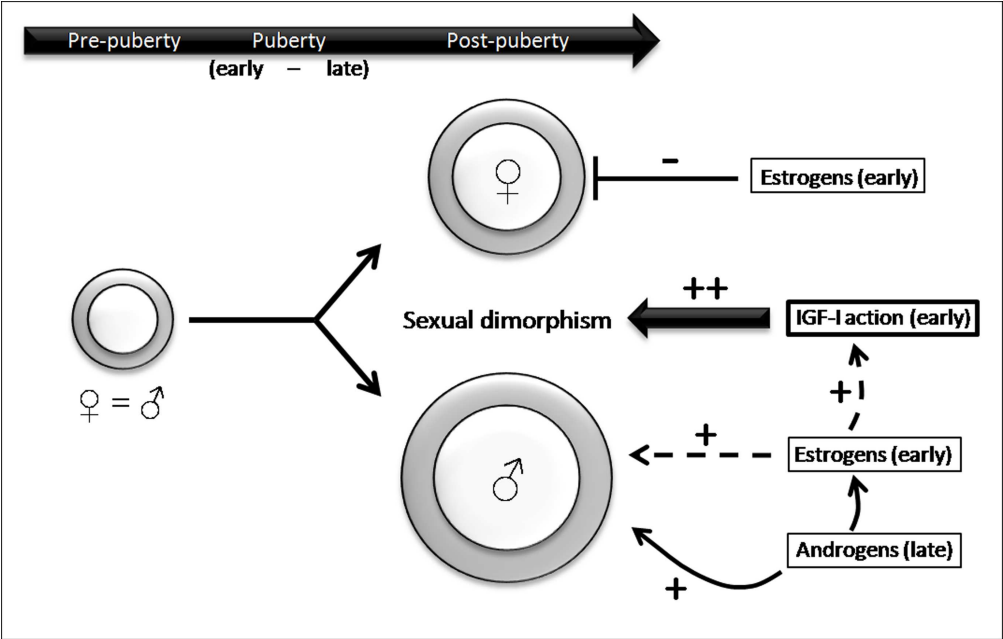 Pre-puberty Puberty Post-puberty
(early – late)
♀
-
Estrogens (early)
++
Sexual dimorphism
IGF-I action (early)
♀ = ♂
+
+
Estrogens (early)
♂
Androgens (late)
+